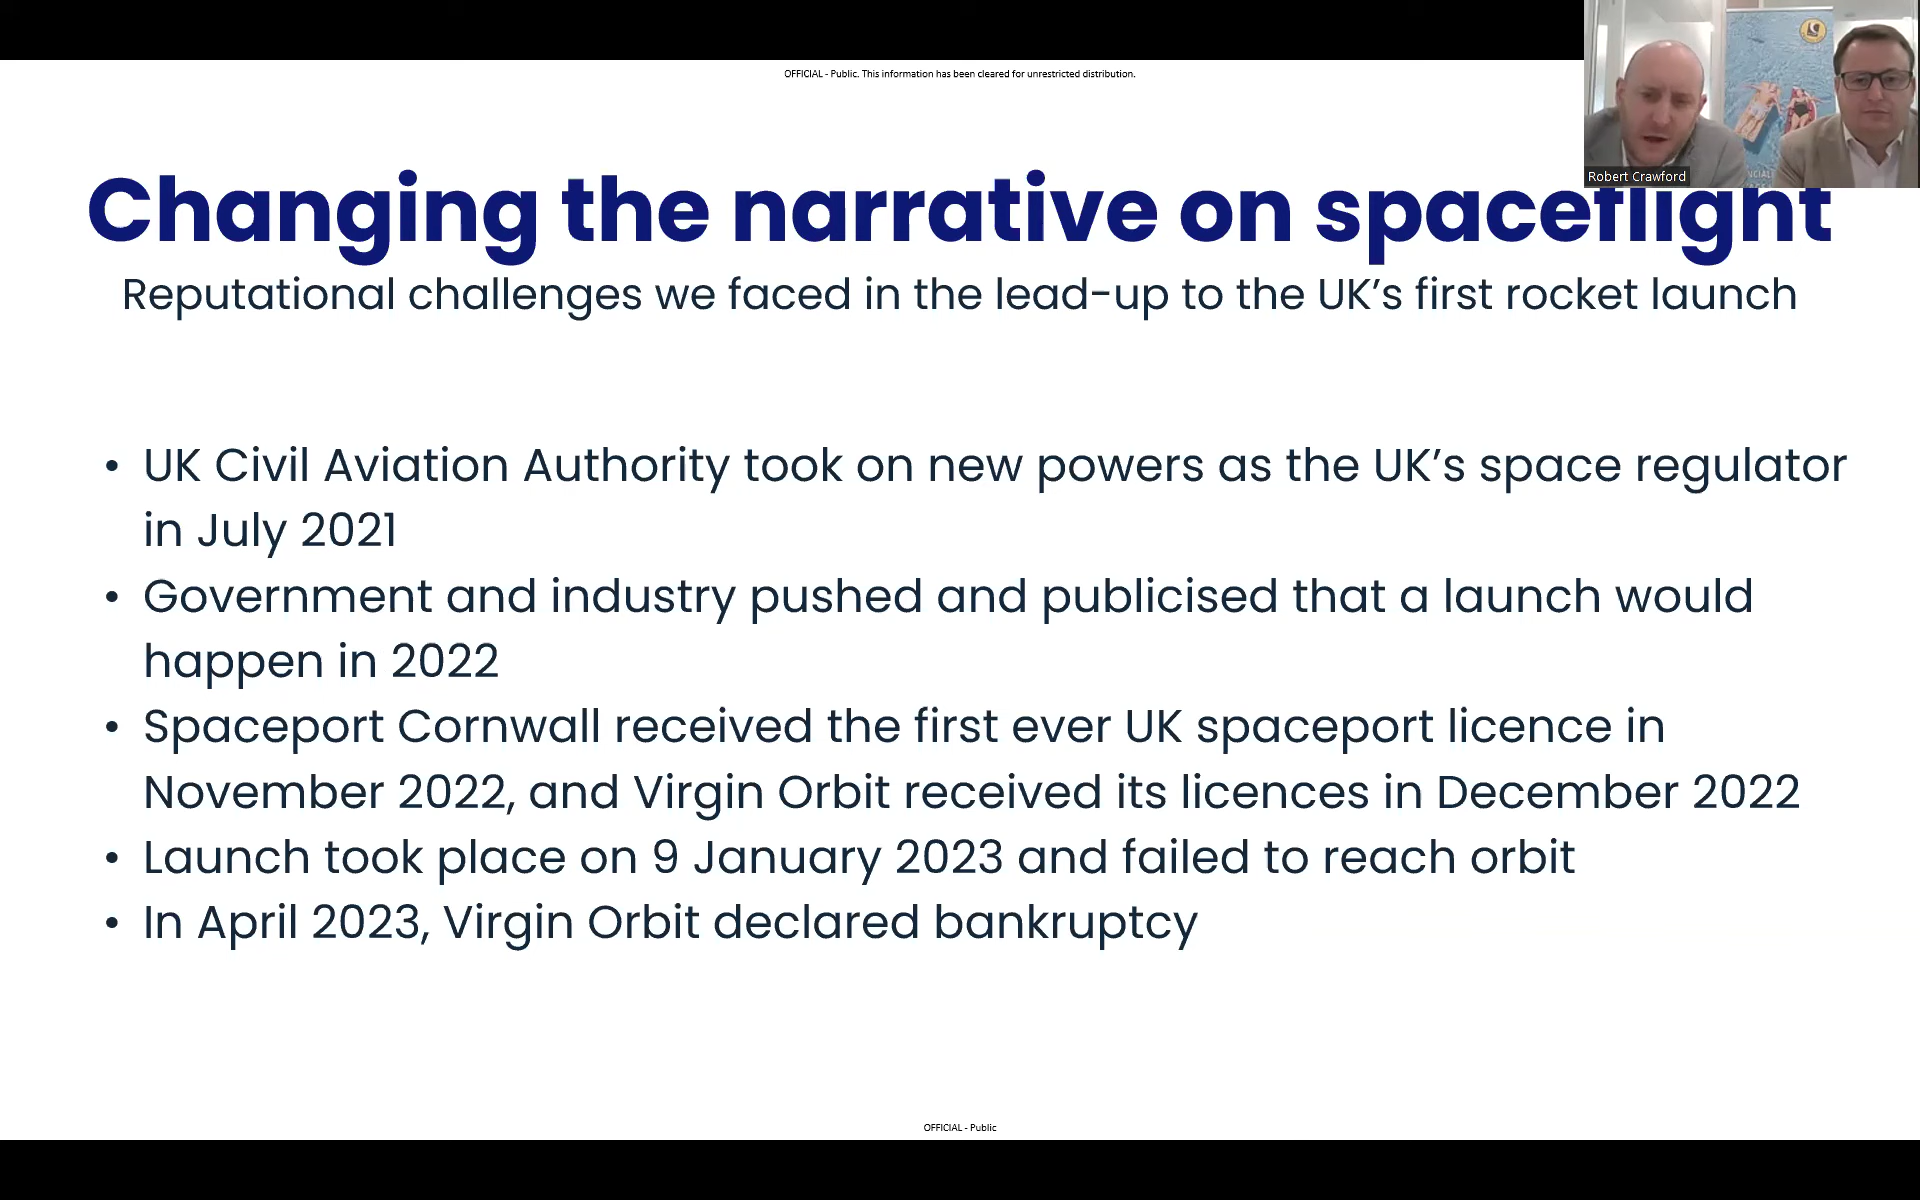 OFFICIAL - Public. This information has been cleared for unrestricted distribution.
Robert Crawford
Changing the narrative on spaceflight
Reputational challenges we faced in the lead-up to the UK's first rocket launch
• UK Civil Aviation Authority took on new powers as the UK's space regulator
in July 2021
• Government and industry pushed and publicised that a launch would
happen in 2022
• Spaceport Cornwall received the first ever UK spaceport licence in
November 2022, and Virgin Orbit received its licences in December 2022
• Launch took place on 9 January 2023 and failed to reach orbit
• In April 2023, Virgin Orbit declared bankruptcy
OFFICIAL - Public